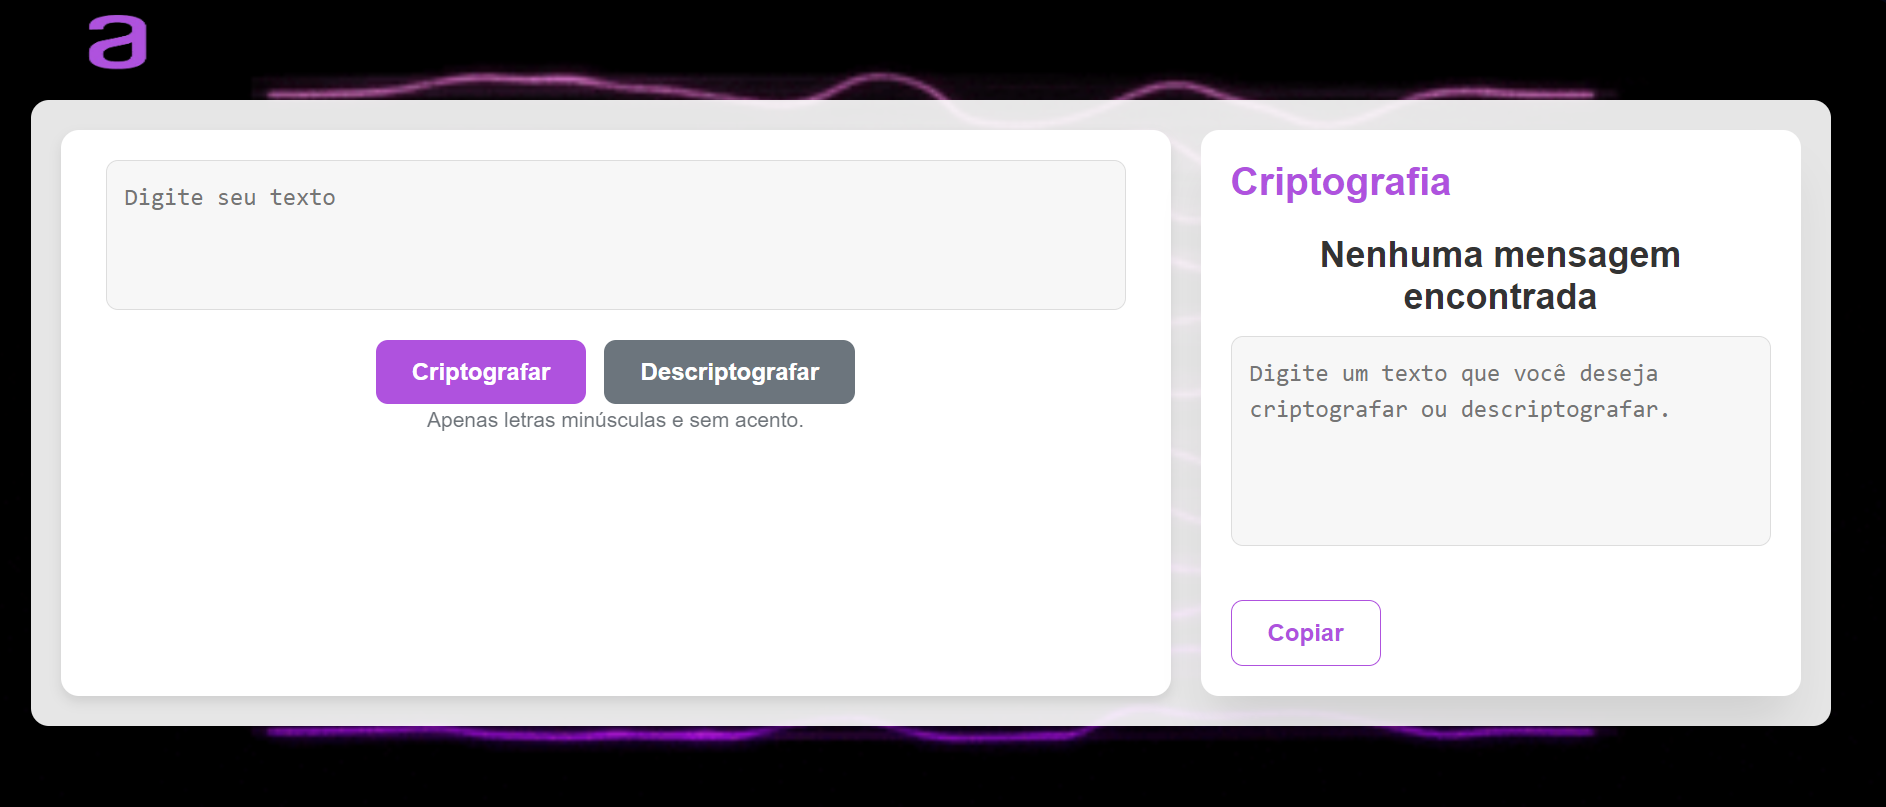 a
Digite seu texto
Criptografar
Descriptografar
Apenas letras minúsculas e sem acento.
Criptografia
Nenhuma mensagem
encontrada
Digite um texto que você deseja
criptografar ou descriptografar.
Copiar